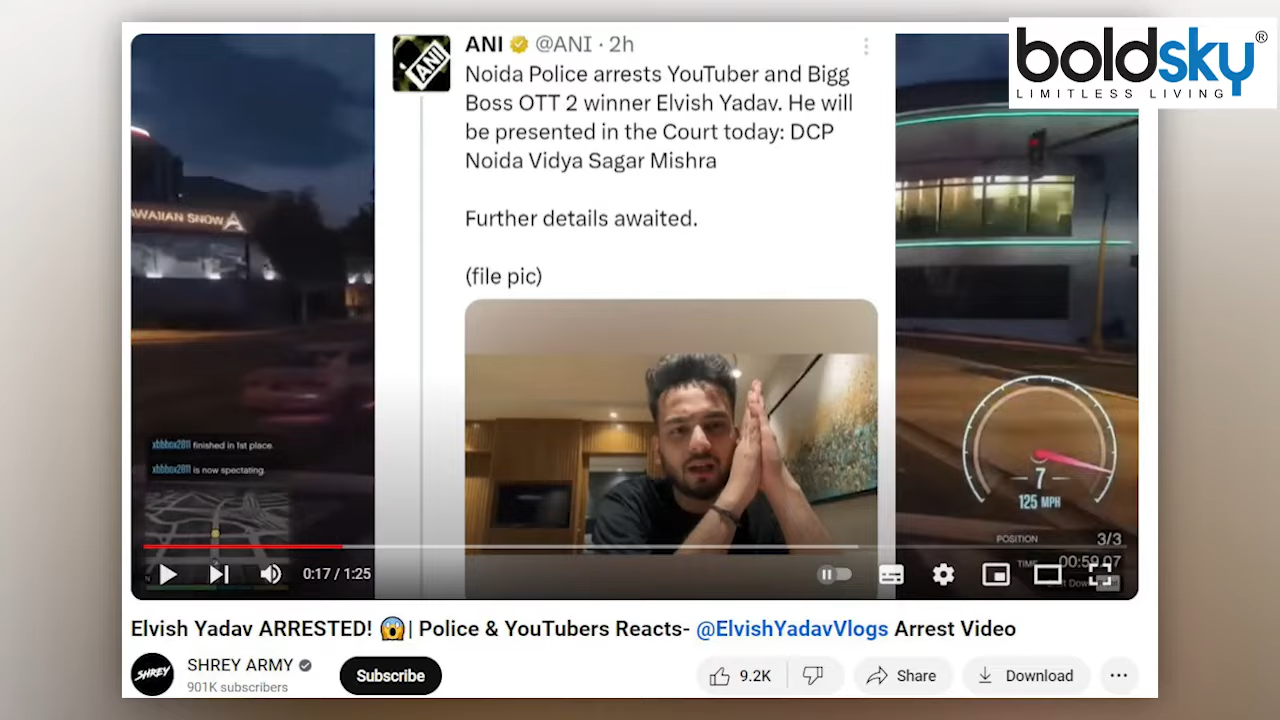 boldsky®
LIMITLESS LIVING
ANI @ANI · 2h
Noida Police arrests YouTuber and Bigg
Boss OTT 2 winner Elvish Yadav. He will
be presented in the Court today: DCP
Noida Vidya Sagar Mishra
Further details awaited.
(file pic)
ANI
AWAIIAN SNOW
xbbbox2811 finished in 1st place.
xbbbox2811 is now spectating.
N
7
125 MPH
POSITION 3/3
TIME 00:59.07
0:17 / 1:25
Elvish Yadav ARRESTED! 😱| Police & YouTubers Reacts- @ElvishYadavVlogs Arrest Video
SHREY
SHREY ARMY
901K subscribers
Subscribe
9.2K
Share
Download